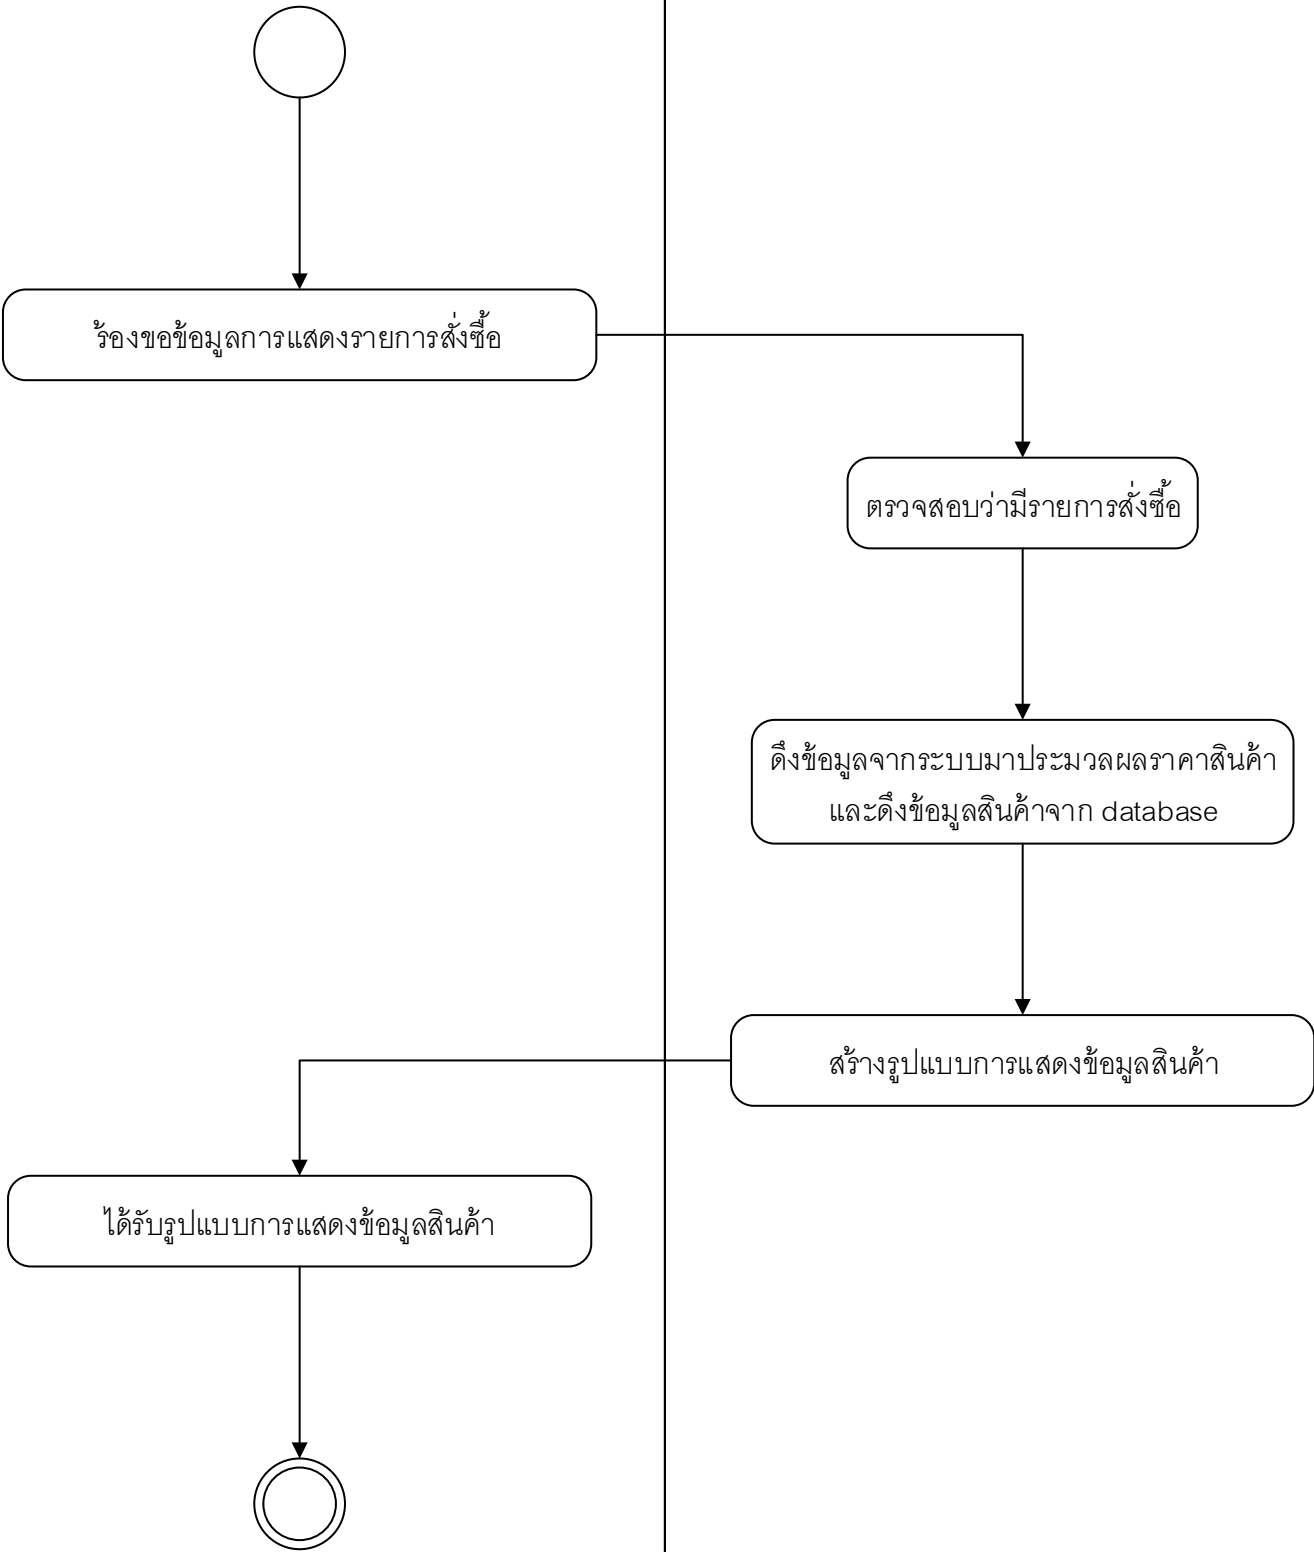 ร้องขอข้อมูลการแสดงรายการสั่งซื้อ
ตรวจสอบว่ามีรายการสั่งซื้อ
ดึงข้อมูลจากระบบมาประมวลผลราคาสินค้า
และดึงข้อมูลสินค้าจาก database
สร้างรูปแบบการแสดงข้อมูลสินค้า
ได้รับรูปแบบการแสดงข้อมูลสินค้า